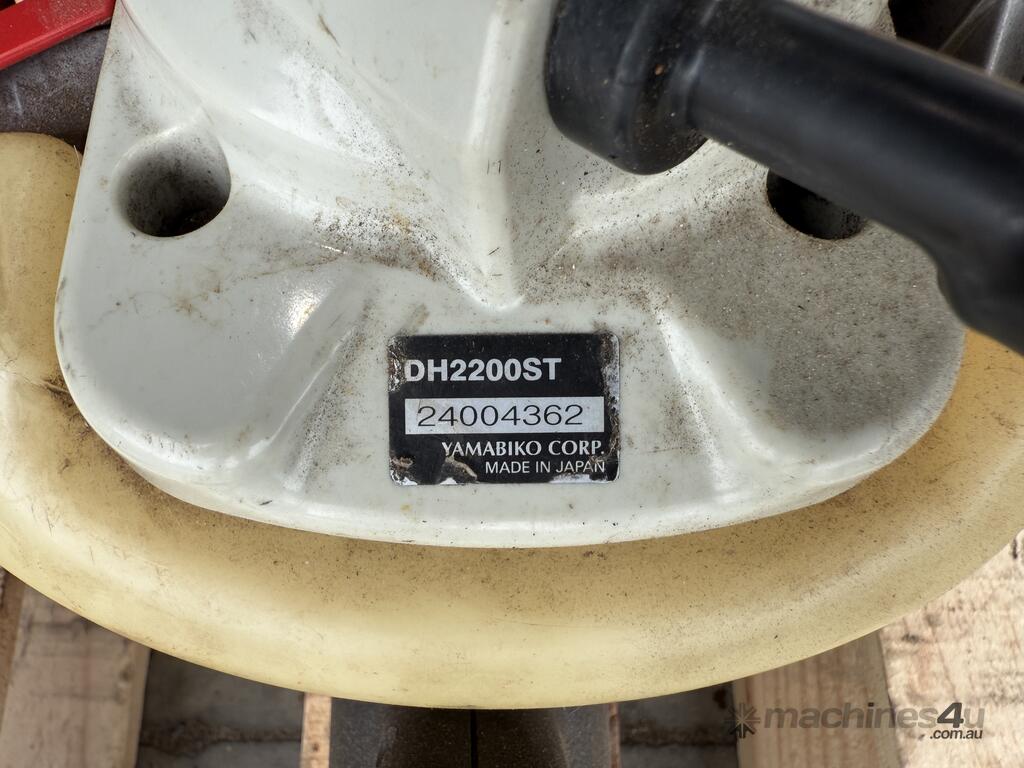 DH2200ST
24004362
YAMABIKO CORP.
MADE IN JAPAN
machines4u
.com.au